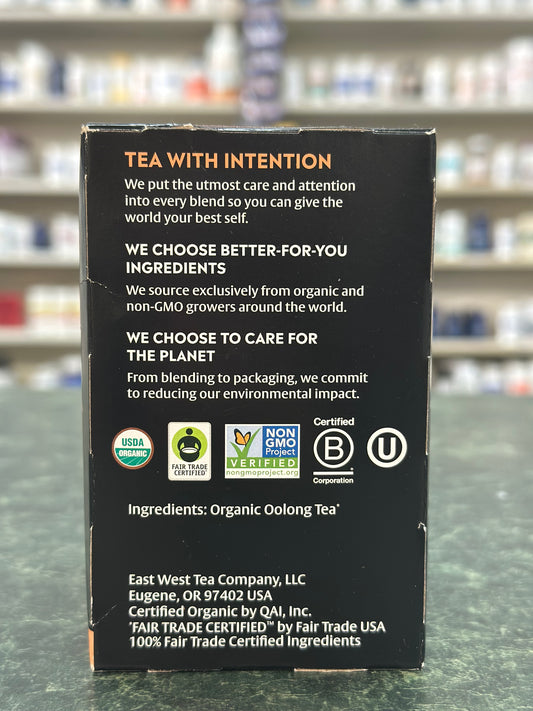 TEA WITH INTENTION
We put the utmost care and attention
into every blend so you can give the
world your best self.
WE CHOOSE BETTER-FOR-YOU
INGREDIENTS
We source exclusively from organic and
non-GMO growers around the world.
WE CHOOSE TO CARE FOR
THE PLANET
From blending to packaging, we commit
to reducing our environmental impact.
USDA
ORGANIC
FAIR TRADE
CERTIFIED™
NON
GMO
Project
VERIFIED
nongmoproject.org
Certified
B
Corporation
U
Ingredients: Organic Oolong Tea*
East West Tea Company, LLC
Eugene, OR 97402 USA
Certified Organic by QAI, Inc.
*FAIR TRADE CERTIFIED™ by Fair Trade USA
100% Fair Trade Certified Ingredients